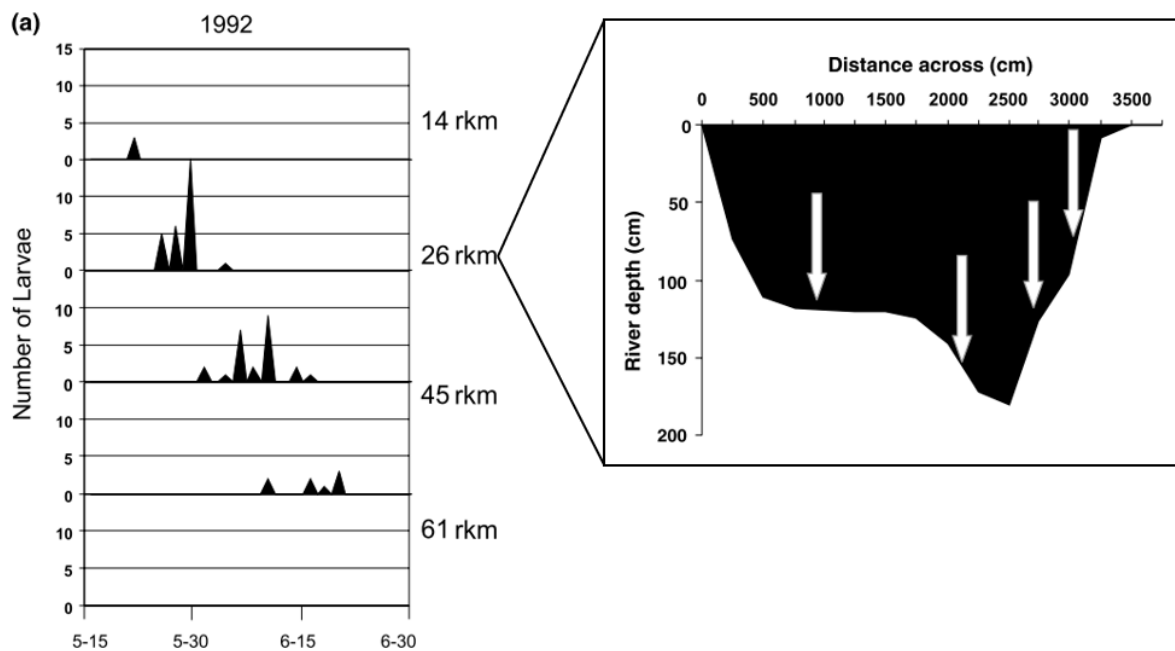 (a)
1992
Number of Larvae
15
10
5
0
14 rkm
10
5
0
26 rkm
10
5
0
45 rkm
10
5
0
61 rkm
10
5
0
5-15 5-30 6-15 6-30
Distance across (cm)
0 500 1000 1500 2000 2500 3000 3500
River depth (cm)
0
50
100
150
200